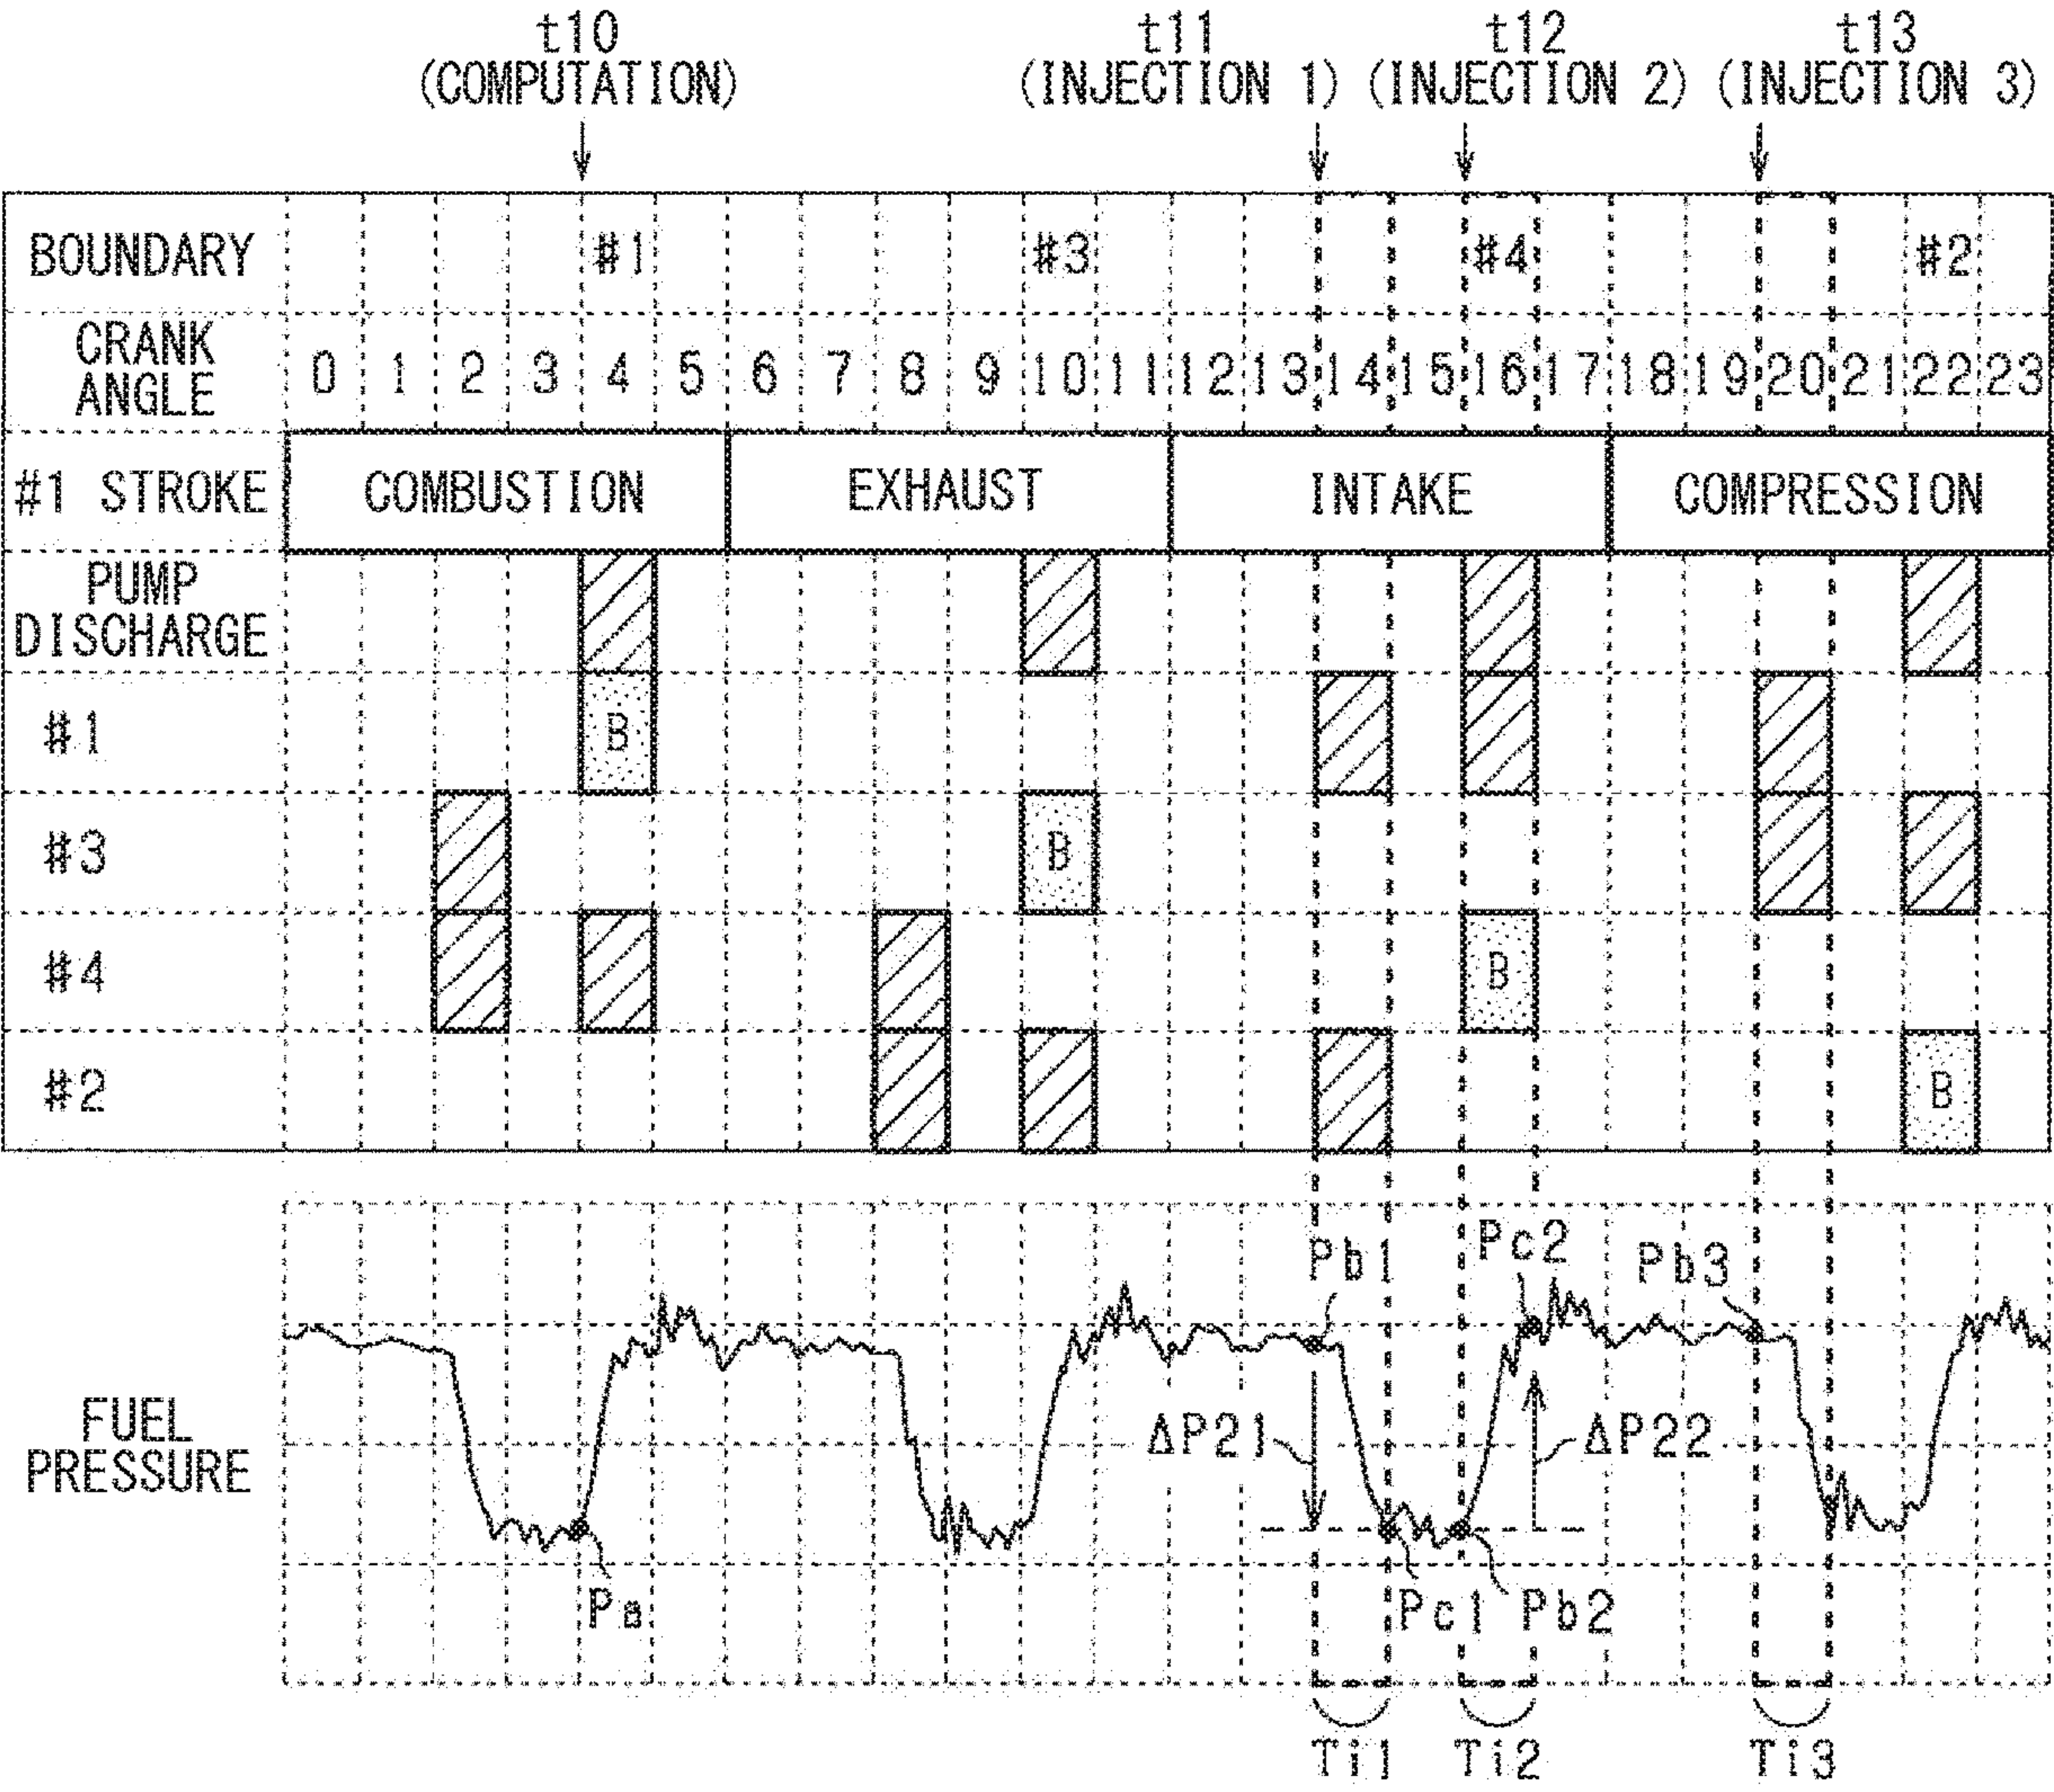 t10 t11 t12 t13
(COMPUTATION) (INJECTION 1) (INJECTION 2) (INJECTION 3)
BOUNDARY #1 #3 #4 #2
CRANK
ANGLE 0 1 2 3 4 5 6 7 8 9 10 11 12 13 14 15 16 17 18 19 20 21 22 23
#1 STROKE COMBUSTION EXHAUST INTAKE COMPRESSION
PUMP
DISCHARGE
#1 B
#3 B
#4 B
#2 B
Pb1 Pc2 Pb3
FUEL
PRESSURE
ΔP21 ΔP22
Pa Pc1 Pb2
Ti1 Ti2 Ti3